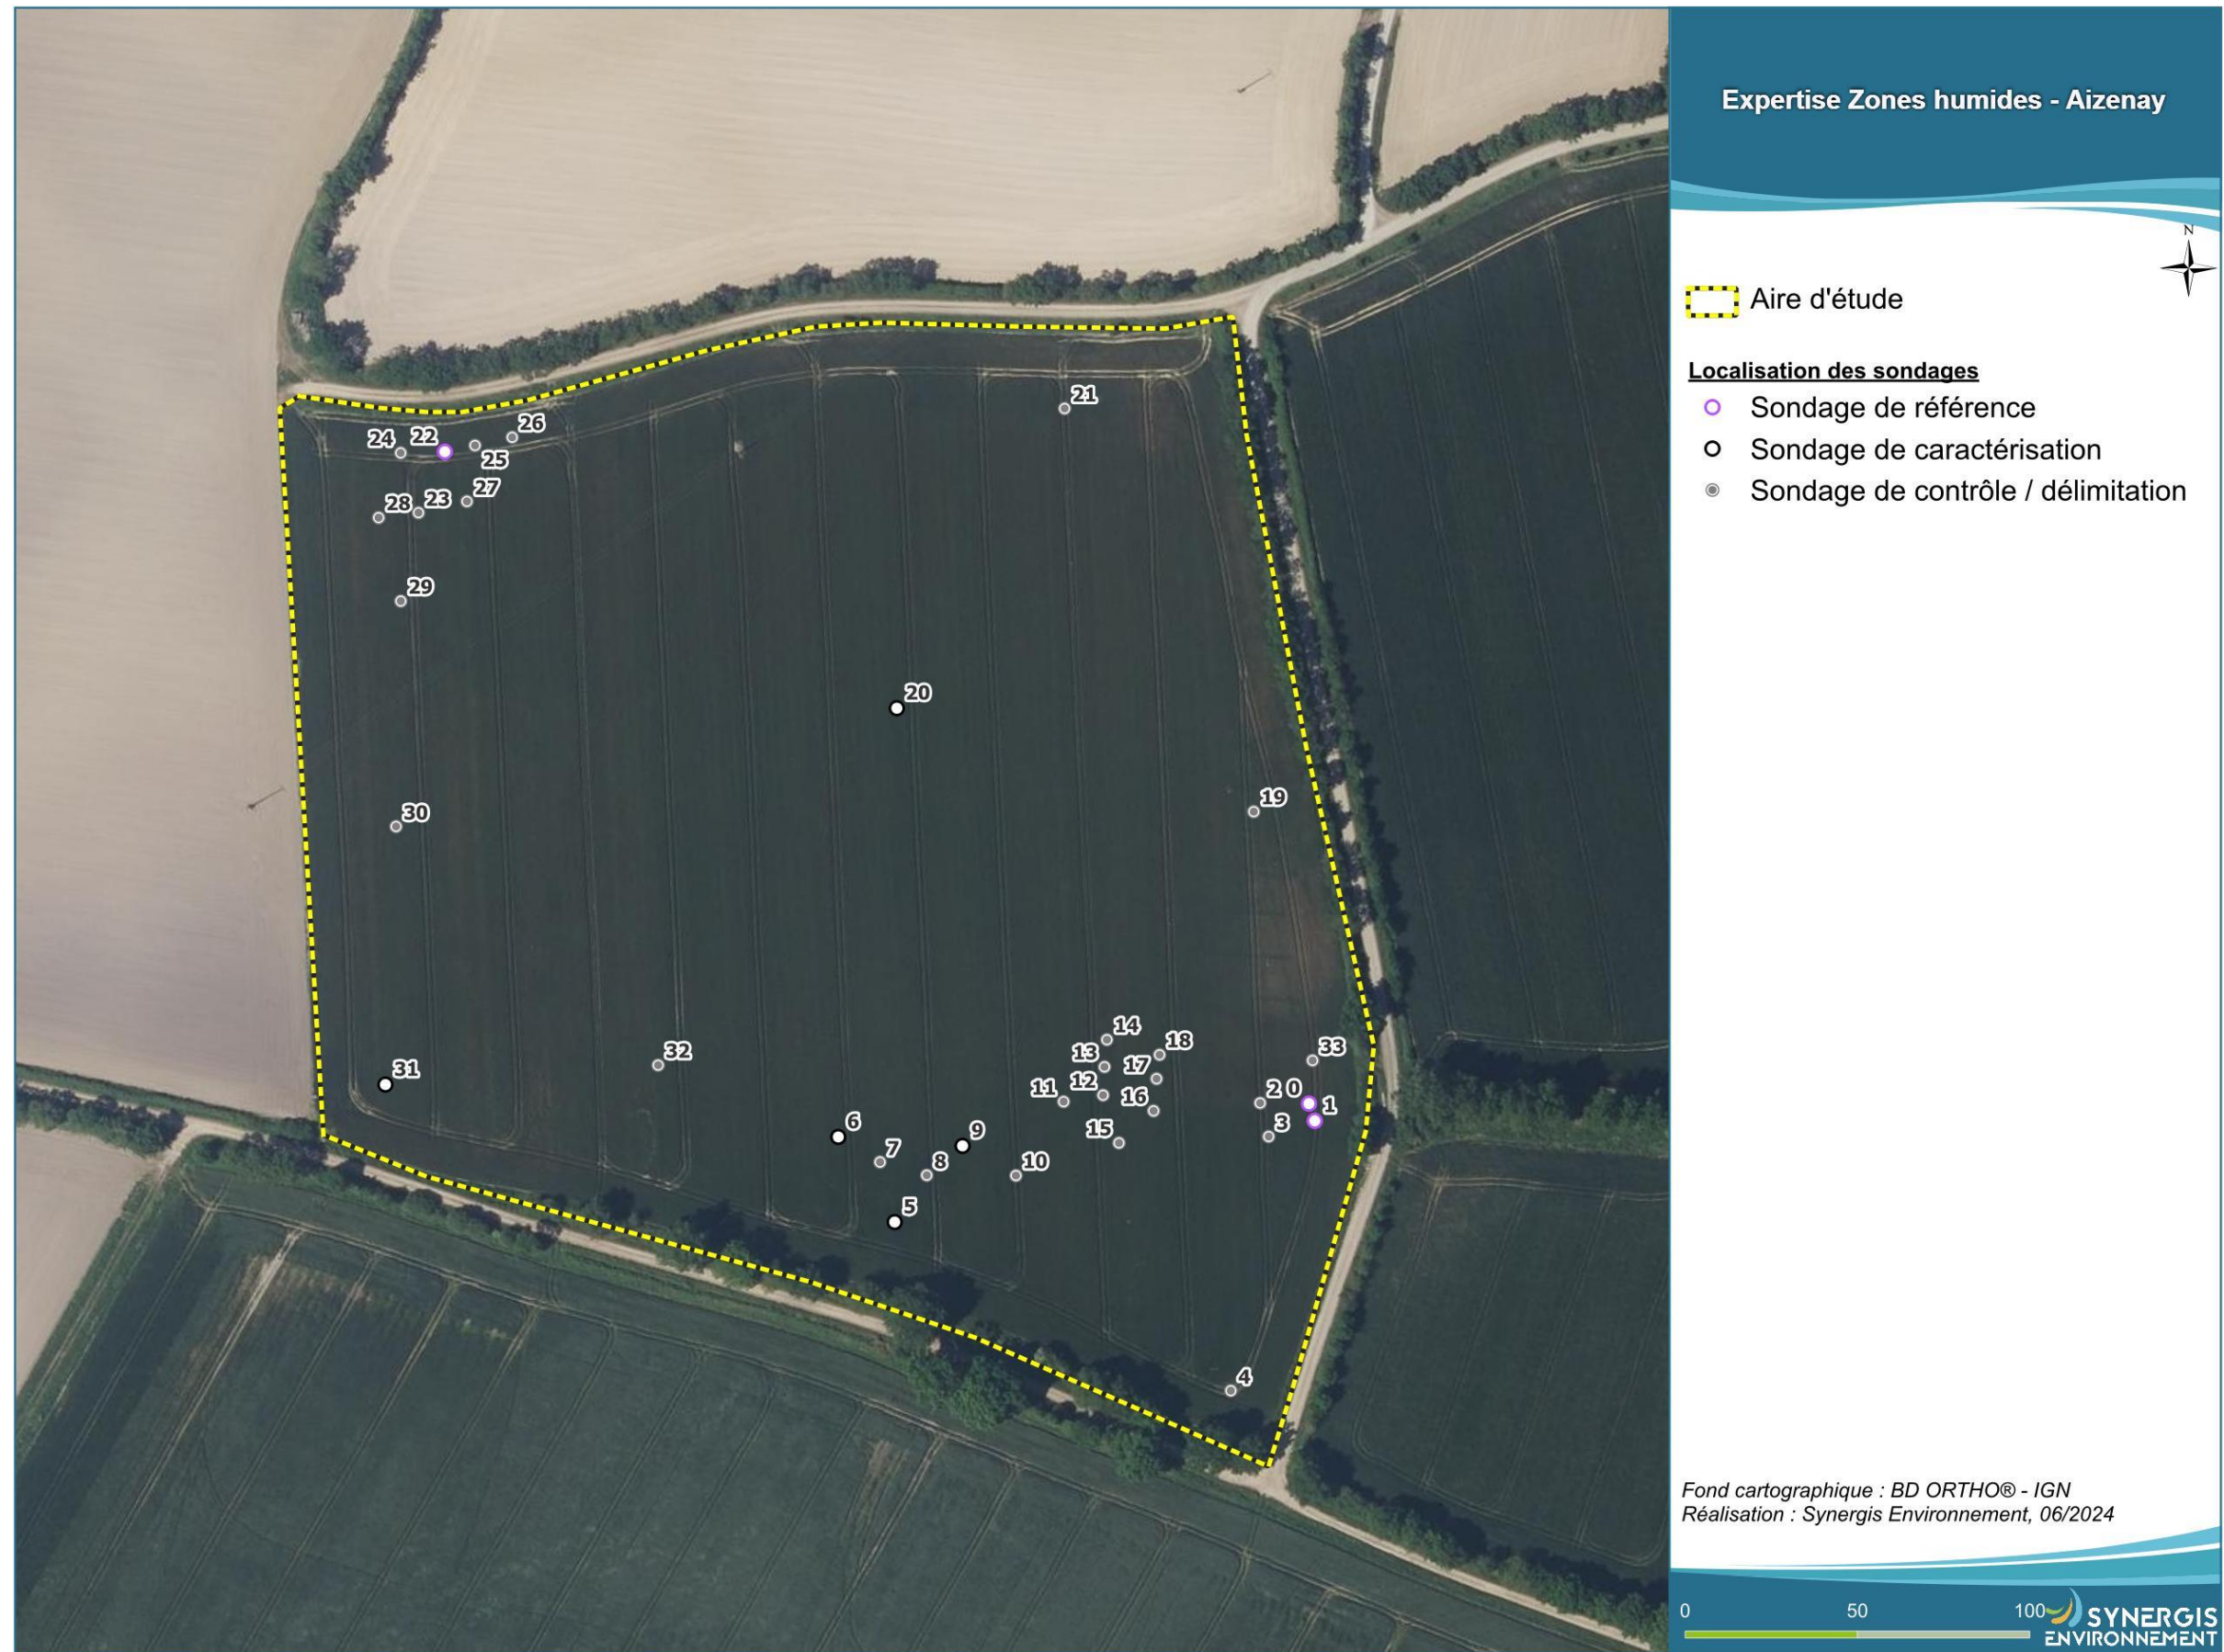 Expertise Zones humides - Aizenay
N
Aire d'étude
Localisation des sondages
Sondage de référence
Sondage de caractérisation
Sondage de contrôle / délimitation
21
26
24 22
25
27
28 23
29
20
30
19
14
18
33
32
13
17
31
12
11
16
2 0
1
6
3
15
9
7
8
10
5
4
Fond cartographique : BD ORTHO® - IGN
Réalisation : Synergis Environnement, 06/2024
0 50 100
SYNERGIS
ENVIRONNEMENT